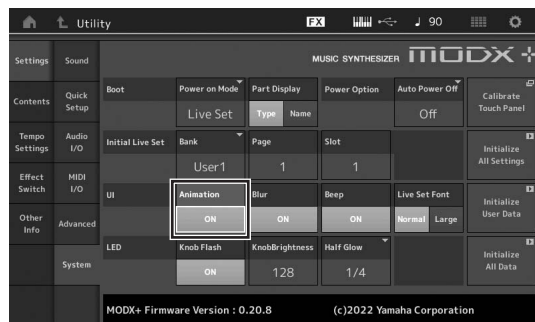 Utility FX 90
MUSIC SYNTHESIZER MODX+
Settings Sound
Boot Power on Mode Part Display Power Option Auto Power Off Calibrate Touch Panel
Contents Quick Setup
Live Set Type Name Off
Tempo Settings Audio I/O
Initial Live Set Bank Page Slot Initialize All Settings
User1 1 1
Effect Switch MIDI I/O
UI Animation Blur Beep Live Set Font Initialize User Data
Other Info Advanced
ON ON ON Normal Large
LED Knob Flash KnobBrightness Half Glow Initialize All Data
System
ON 128 1/4
MODX+ Firmware Version : 0.20.8 (c)2022 Yamaha Corporation